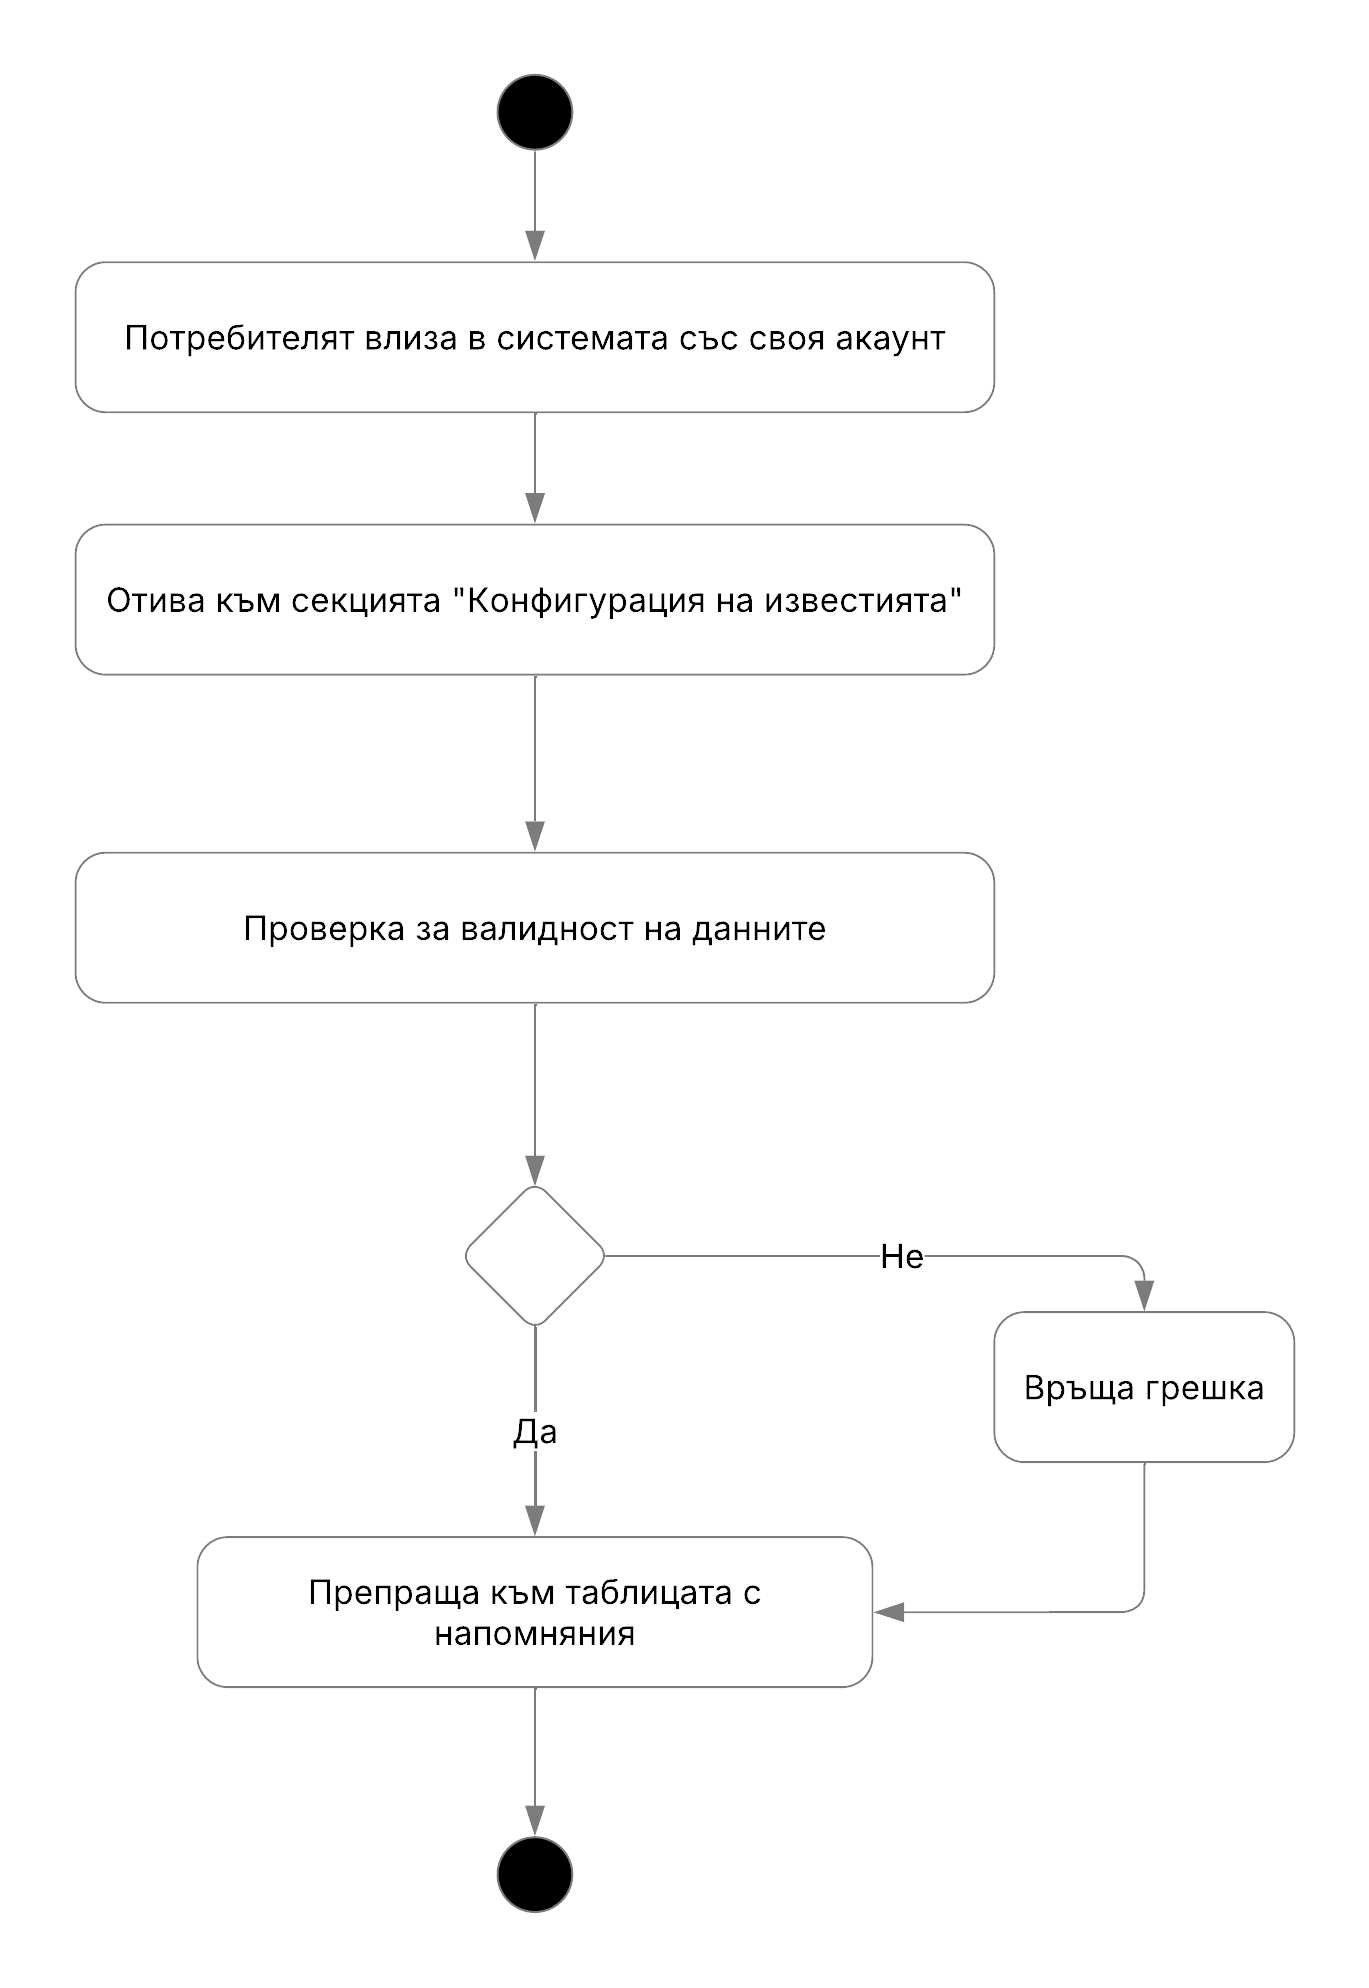 Потребителят влиза в системата със своя акаунт
Отива към секцията "Конфигурация на известията"
Проверка за валидност на данните
Не
Връща грешка
Да
Препраща към таблицата с
напомняния